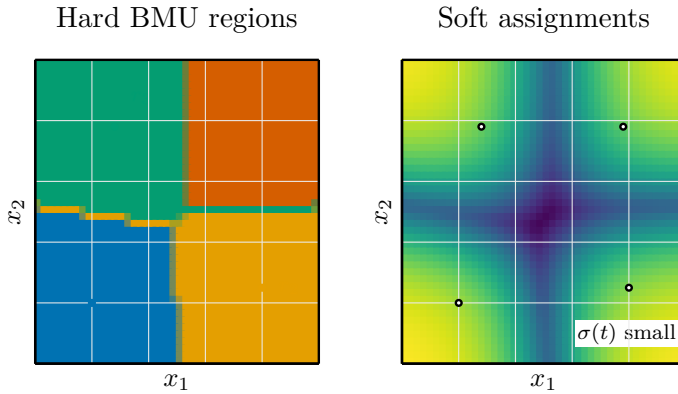 Hard BMU regions
Soft assignments
x₂
x₁
x₂
σ(t) small
x₁